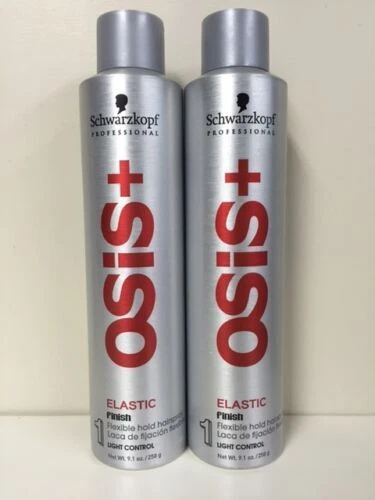 Schwarzkopf
PROFESSIONAL
osis+
ELASTIC
finish
Flexible hold hairspray
Laca de fijación
1
LIGHT CONTROL
Net Wt. 9.1 oz./258 g
Schwarzkopf
PROFESSIONAL
osis+
ELASTIC
finish
Flexible hold
Laca de fijación
1
LIGHT CONTROL
Net Wt. 9.1 oz./258 g